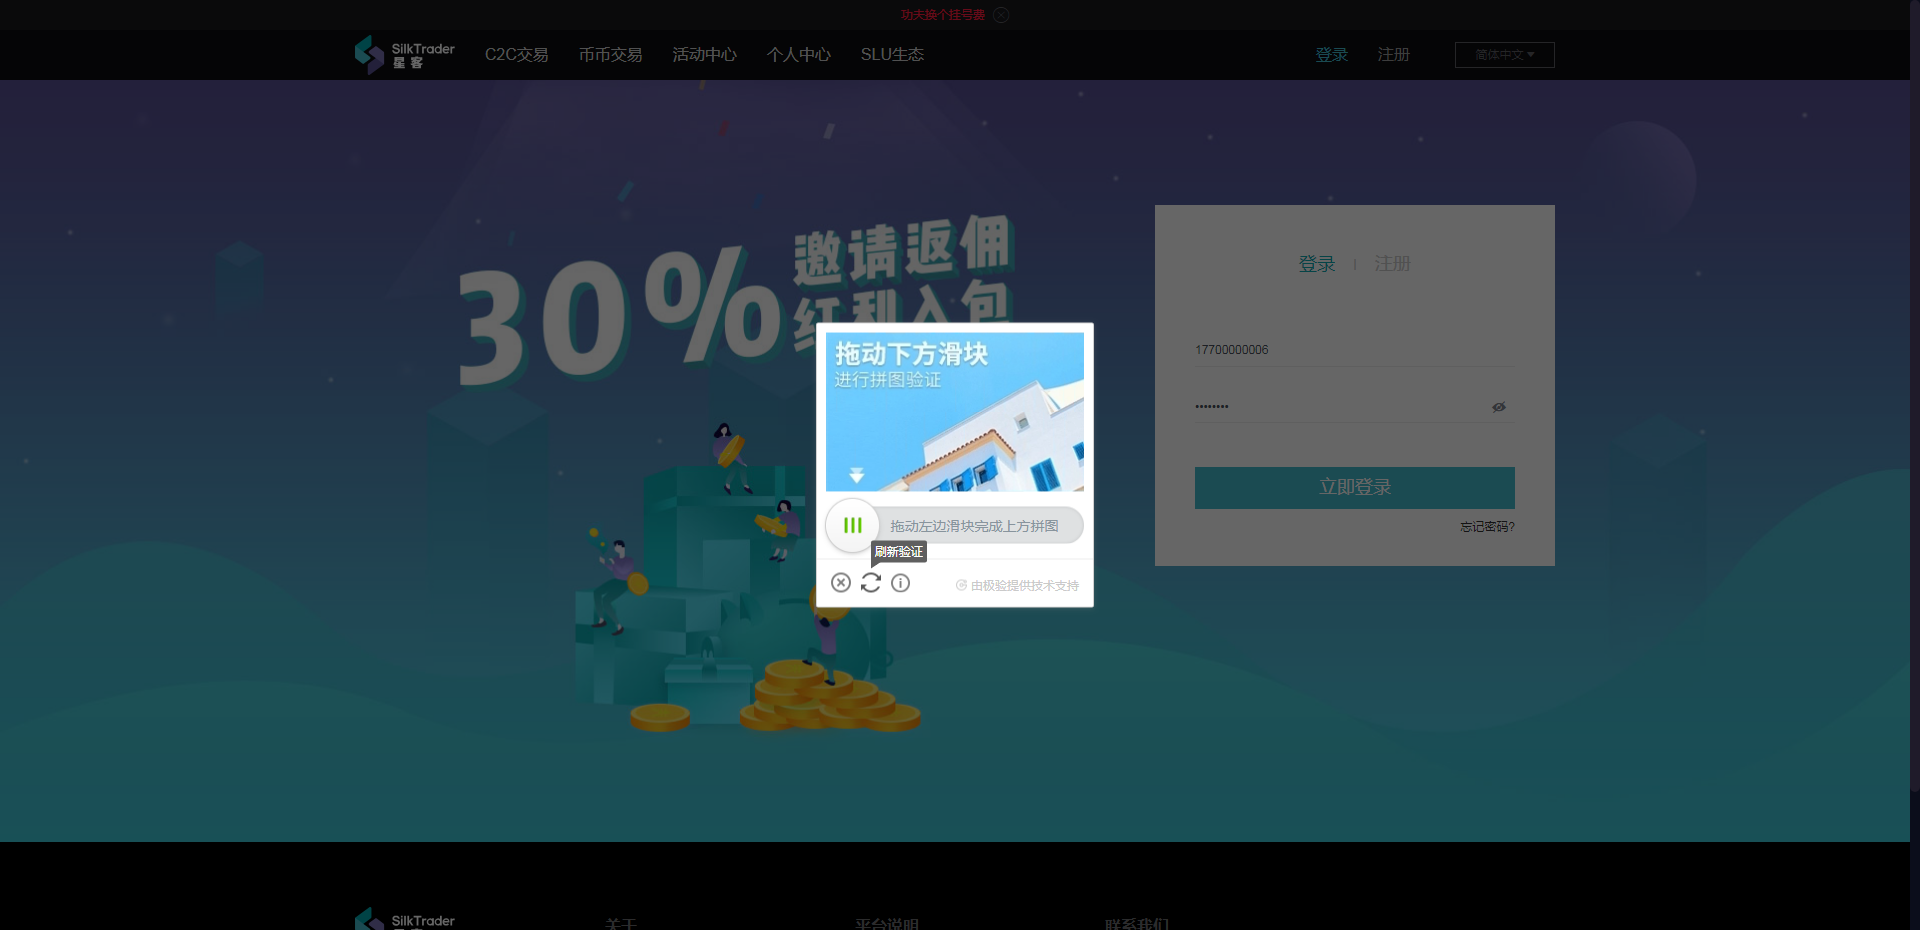 功夫换个挂号费
SilkTrader
星客
C2C交易
币币交易
活动中心
个人中心
SLU生态
登录
注册
简体中文
30%
邀请返佣
红利入包
登录
注册
17700000006
立即登录
忘记密码?
拖动下方滑块
进行拼图验证
拖动左边滑块完成上方拼图
刷新验证
由极验提供技术支持
SilkTrader
关于
平台说明
联系我们